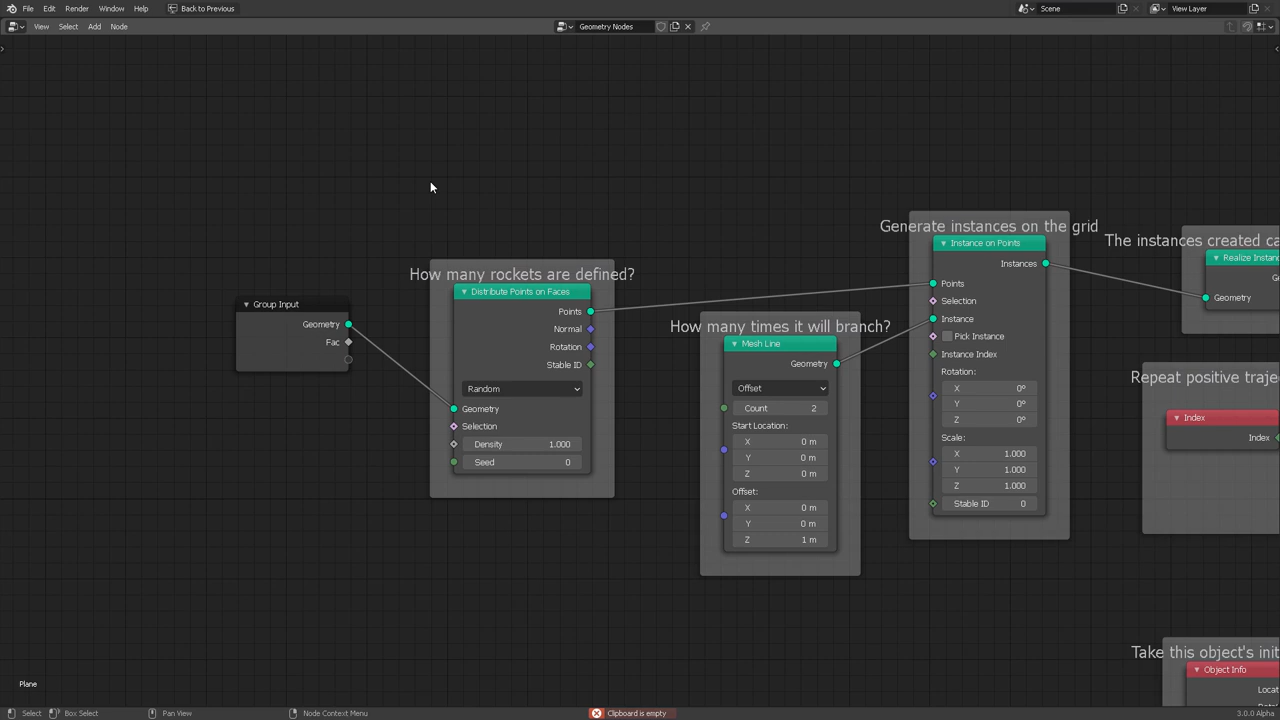 File Edit Render Window Help Back to Previous Scene View Layer
View Select Add Node Geometry Nodes
Generate instances on the grid
The instances created ca
Instance on Points
Realize Instanc
Instances
Ge
Points
Selection
Geometry
Instance
Pick Instance
Instance Index
Rotation:
X 0°
Y 0°
Z 0°
Scale:
X 1.000
Y 1.000
Z 1.000
Stable ID 0
How many rockets are defined?
Distribute Points on Faces
Points
Normal
Rotation
Stable ID
Random
Geometry
Selection
Density 1.000
Seed 0
Group Input
Geometry
Fac
How many times it will branch?
Mesh Line
Geometry
Offset
Count 2
Start Location:
X 0 m
Y 0 m
Z 0 m
Offset:
X 0 m
Y 0 m
Z 1 m
Repeat positive traje
Index
Index
Take this object's init
Object Info
Locat
Plane
Select Box Select Pan View Node Context Menu Clipboard is empty 3.0.0 Alpha